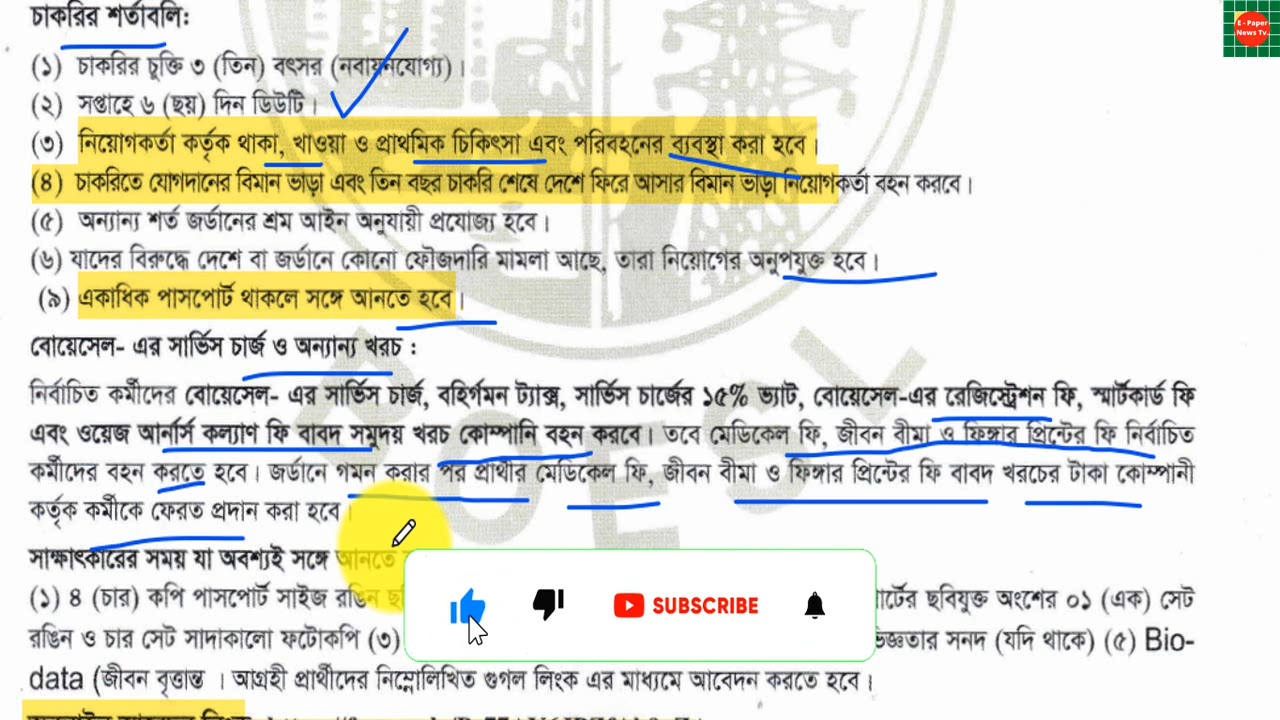 চাকরির শর্তাবলি:
(১) চাকরির চুক্তি ৩ (তিন) বৎসর (নবায়নযোগ্য)।
(২) সপ্তাহে ৬ (ছয়) দিন ডিউটি।
(৩) নিয়োগকর্তা কর্তৃক থাকা, খাওয়া ও প্রাথমিক চিকিৎসা এবং পরিবহনের ব্যবস্থা করা হবে।
(৪) চাকরিতে যোগদানের বিমান ভাড়া এবং তিন বছর চাকরি শেষে দেশে ফিরে আসার বিমান ভাড়া নিয়োগকর্তা বহন করবে।
(৫) অন্যান্য শর্ত জর্ডানের শ্রম আইন অনুযায়ী প্রযোজ্য হবে।
(৬) যাদের বিরুদ্ধে দেশে বা জর্ডানে কোনো ফৌজদারি মামলা আছে, তারা নিয়োগের অনুপযুক্ত হবে।
(৯) একাধিক পাসপোর্ট থাকলে সঙ্গে আনতে হবে।
বোয়েসেল- এর সার্ভিস চার্জ ও অন্যান্য খরচ :
নির্বাচিত কর্মীদের বোয়েসেল- এর সার্ভিস চার্জ, বহির্গমন ট্যাক্স, সার্ভিস চার্জের ১৫% ভ্যাট, বোয়েসেল-এর রেজিস্ট্রেশন ফি, স্মার্টকার্ড ফি
এবং ওয়েজ আর্নার্স কল্যাণ ফি বাবদ সমুদয় খরচ কোম্পানি বহন করবে। তবে মেডিকেল ফি, জীবন বীমা ও ফিঙ্গার প্রিন্টের ফি নির্বাচিত
কর্মীদের বহন করতে হবে। জর্ডানে গমন করার পর প্রার্থীর মেডিকেল ফি, জীবন বীমা ও ফিঙ্গার প্রিন্টের ফি বাবদ খরচের টাকা কোম্পানী
কর্তৃক কর্মীকে ফেরত প্রদান করা হবে।
সাক্ষাৎকারের সময় যা অবশ্যই সঙ্গে আনতে
(১) ৪ (চার) কপি পাসপোর্ট সাইজ রঙিন র্টের ছবিযুক্ত অংশের ০১ (এক) সেট
রঙিন ও চার সেট সাদাকালো ফটোকপি (৩) ভিজ্ঞতার সনদ (যদি থাকে) (৫) Bio-
data (জীবন বৃত্তান্ত । আগ্রহী প্রার্থীদের নিম্নোলিখিত গুগল লিংক এর মাধ্যমে আবেদন করতে হবে।
SUBSCRIBE
E - Paper
News Tv.
BOESL